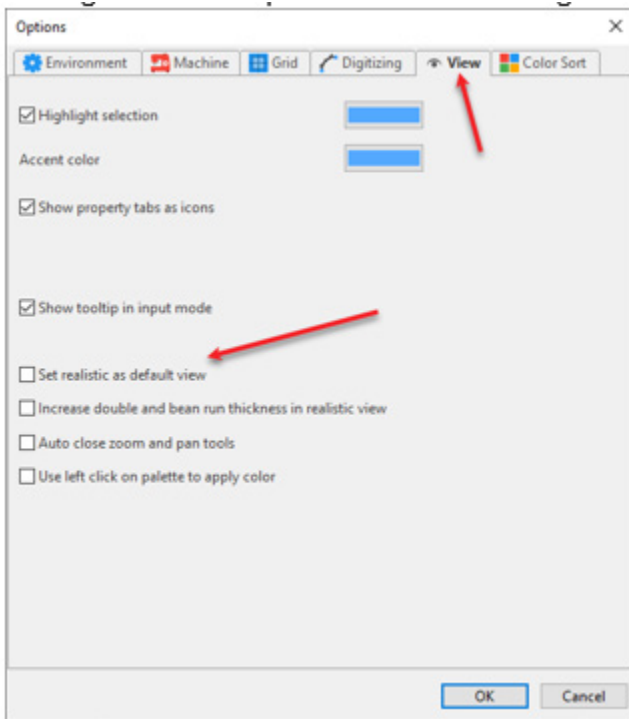 Options
Environment Machine Grid Digitizing View Color Sort
Highlight selection
Accent color
Show property tabs as icons
Show tooltip in input mode
Set realistic as default view
Increase double and bean run thickness in realistic view
Auto close zoom and pan tools
Use left click on palette to apply color
OK Cancel